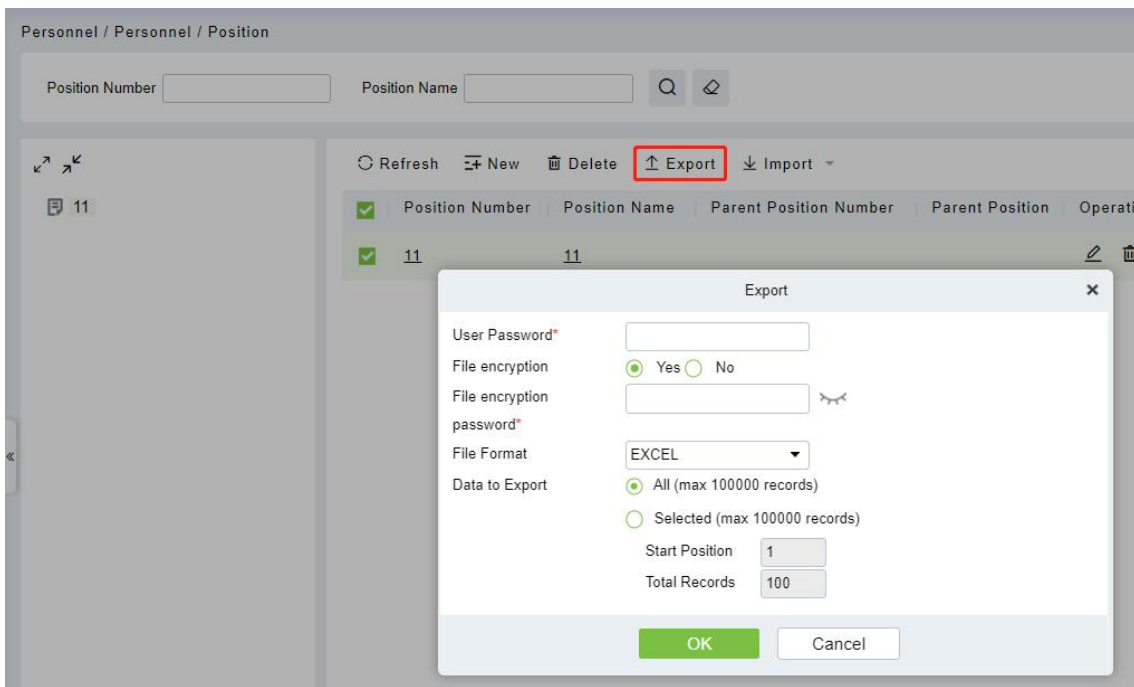 Personnel / Personnel / Position
Position Number Position Name
Refresh New Delete Export Import
11
Position Number Position Name Parent Position Number Parent Position Operati
11 11
Export
User Password*
File encryption Yes No
File encryption
password*
File Format EXCEL
Data to Export All (max 100000 records)
Selected (max 100000 records)
Start Position 1
Total Records 100
OK Cancel